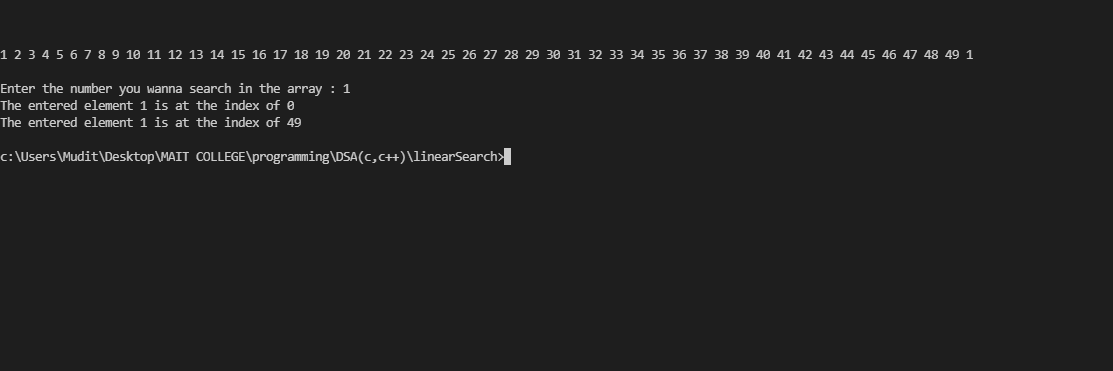 1 2 3 4 5 6 7 8 9 10 11 12 13 14 15 16 17 18 19 20 21 22 23 24 25 26 27 28 29 30 31 32 33 34 35 36 37 38 39 40 41 42 43 44 45 46 47 48 49 1
Enter the number you wanna search in the array : 1
The entered element 1 is at the index of 0
The entered element 1 is at the index of 49
c:\Users\Mudit\Desktop\MAIT COLLEGE\programming\DSA(c,c++)\linearSearch>